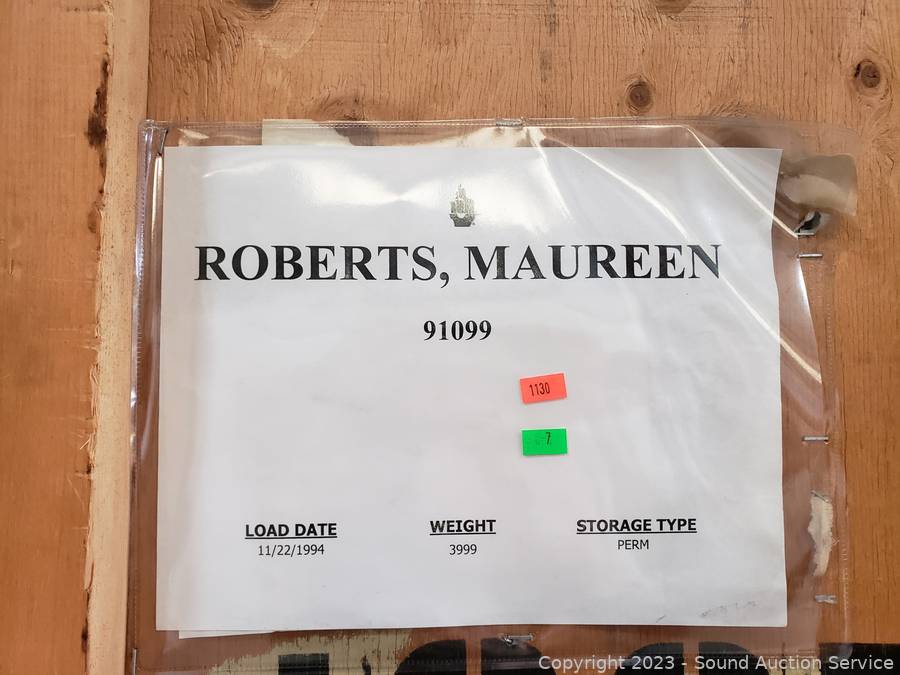 ROBERTS, MAUREEN
91099
1130
7
LOAD DATE WEIGHT STORAGE TYPE
11/22/1994 3999 PERM
Copyright 2023 - Sound Auction Service